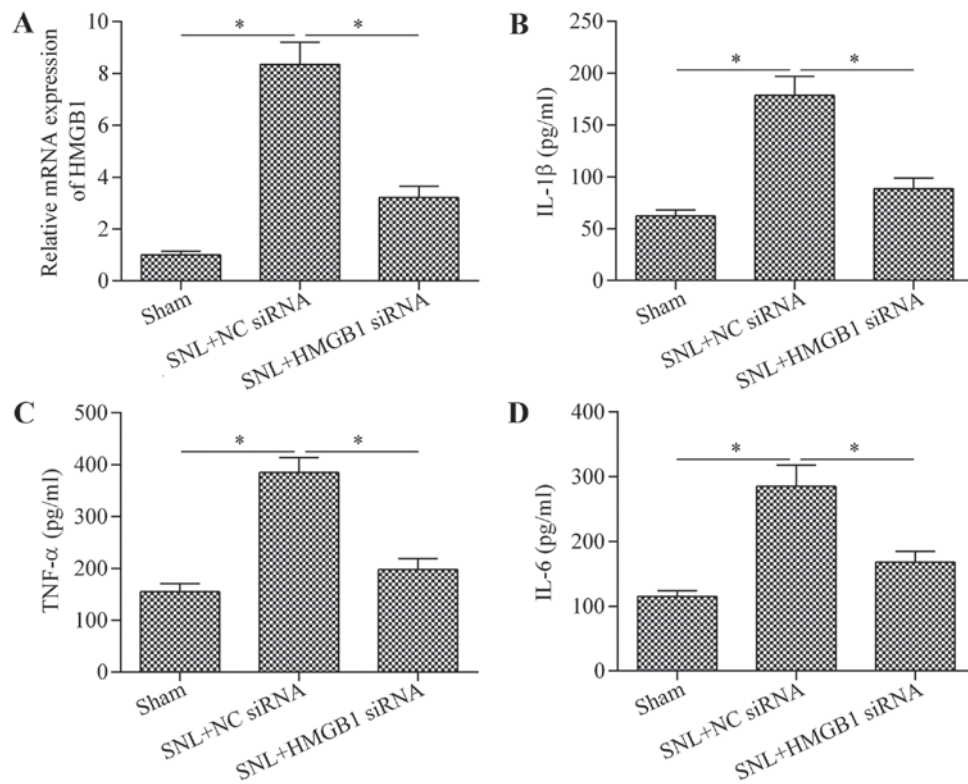 A
Relative mRNA expression
of HMGB1
10
8
6
4
2
0
* *
Sham
SNL+NC siRNA
SNL+HMGB1 siRNA
B
IL-1β (pg/ml)
250
200
150
100
50
0
* *
Sham
SNL+NC siRNA
SNL+HMGB1 siRNA
C
TNF-α (pg/ml)
500
400
300
200
100
0
* *
Sham
SNL+NC siRNA
SNL+HMGB1 siRNA
D
IL-6 (pg/ml)
400
300
200
100
0
* *
Sham
SNL+NC siRNA
SNL+HMGB1 siRNA